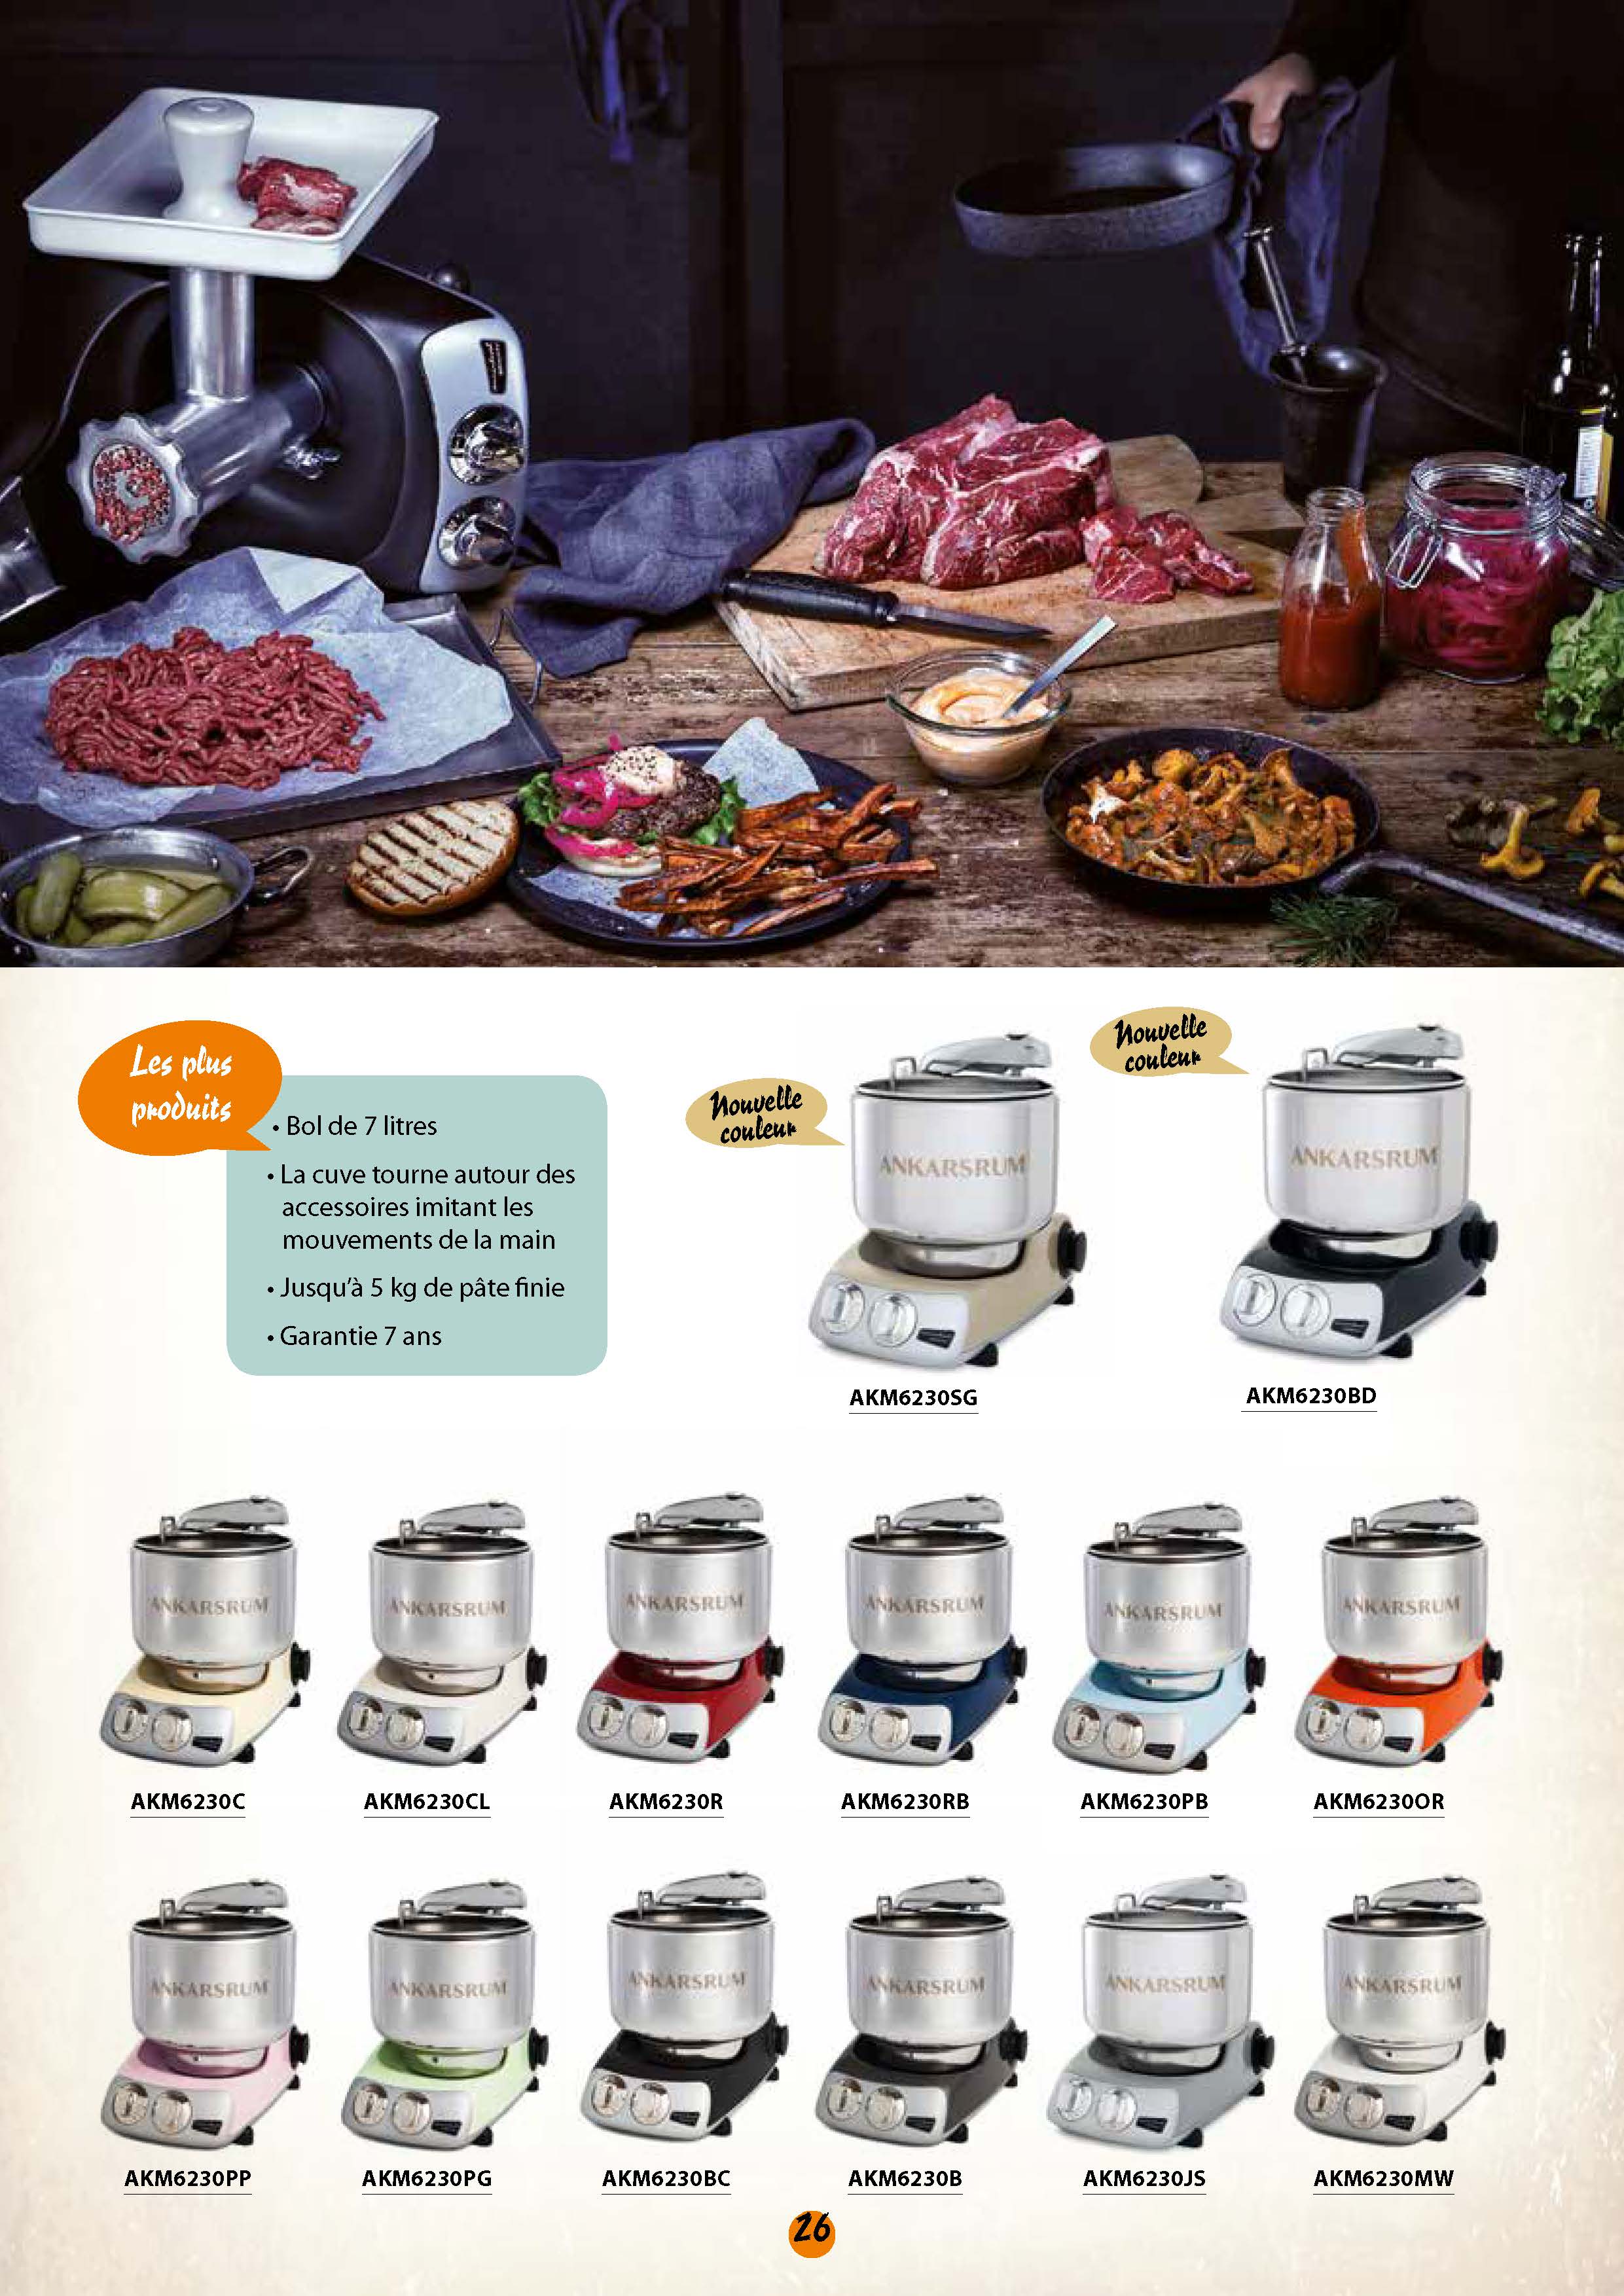 Les plus
produits
• Bol de 7 litres
• La cuve tourne autour des
accessoires imitant les
mouvements de la main
• Jusqu’à 5 kg de pâte finie
• Garantie 7 ans
Nouvelle
couleur
ANKARSRUM
AKM6230SG
Nouvelle
couleur
ANKARSRUM
AKM6230BD
ANKARSRUM
ANKARSRUM
ANKARSRUM
ANKARSRUM
ANKARSRUM
ANKARSRUM
AKM6230C
AKM6230CL
AKM6230R
AKM6230RB
AKM6230PB
AKM6230OR
ANKARSRUM
ANKARSRUM
ANKARSRUM
ANKARSRUM
ANKARSRUM
ANKARSRUM
AKM6230PP
AKM6230PG
AKM6230BC
AKM6230B
AKM6230JS
AKM6230MW
26